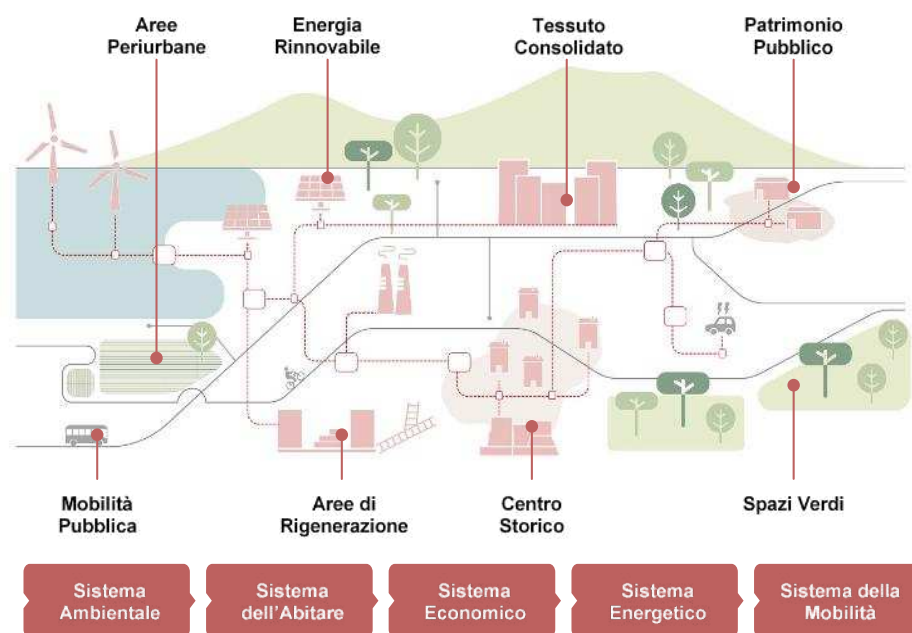 Aree
Periurbane
Energia
Rinnovabile
Tessuto
Consolidato
Patrimonio
Pubblico
Mobilità
Pubblica
Aree di
Rigenerazione
Centro
Storico
Spazi Verdi
Sistema
Ambientale
Sistema
dell'Abitare
Sistema
Economico
Sistema
Energetico
Sistema della
Mobilità